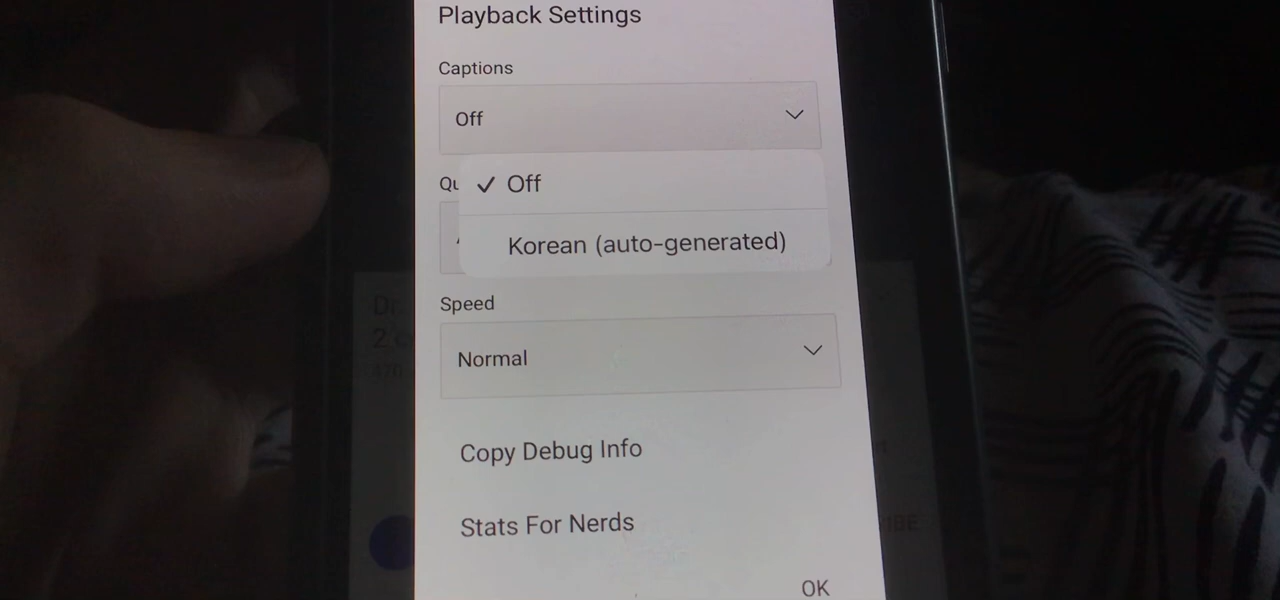 Playback Settings
Captions
Off
Off
Korean (auto-generated)
Speed
Normal
Copy Debug Info
Stats For Nerds
OK